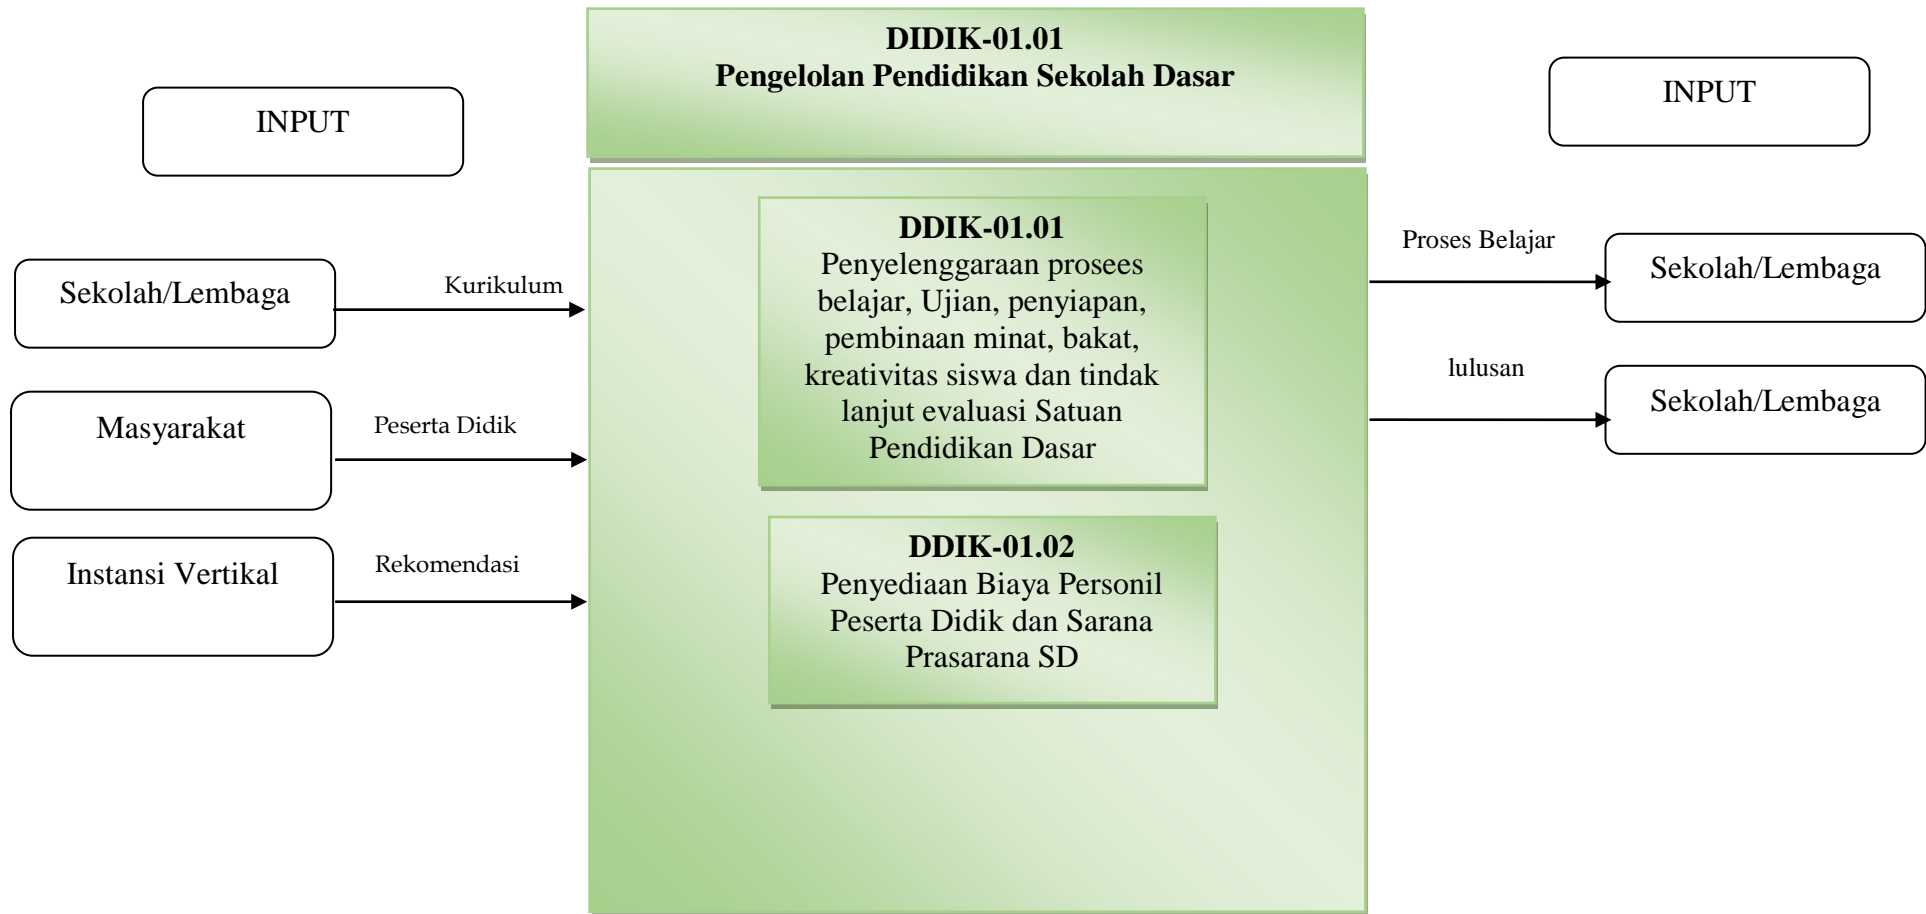 DIDIK-01.01
Pengelolan Pendidikan Sekolah Dasar
INPUT
INPUT
Sekolah/Lembaga
Kurikulum
Masyarakat
Peserta Didik
Instansi Vertikal
Rekomendasi
DDIK-01.01
Penyelenggaraan prosees
belajar, Ujian, penyiapan,
pembinaan minat, bakat,
kreativitas siswa dan tindak
lanjut evaluasi Satuan
Pendidikan Dasar
DDIK-01.02
Penyediaan Biaya Personil
Peserta Didik dan Sarana
Prasarana SD
Proses Belajar
Sekolah/Lembaga
lulusan
Sekolah/Lembaga